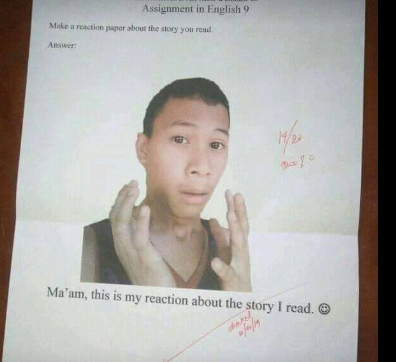 Assignment in English 9
Make a reaction paper about the story you read.
Answer:
14/20
Ma'am, this is my reaction about the story I read. ☺
checked